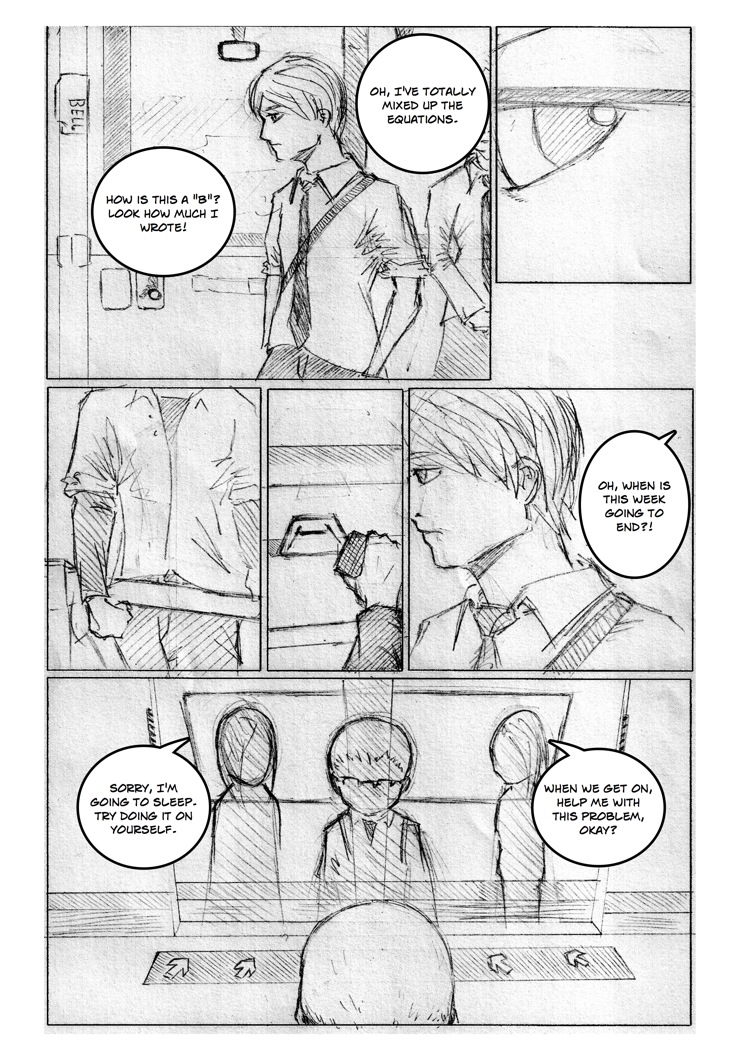 BELL
OH, I'VE TOTALLY
MIXED UP THE
EQUATIONS.
HOW IS THIS A "B"?
LOOK HOW MUCH I
WROTE!
OH, WHEN IS
THIS WEEK
GOING TO
END?!
SORRY, I'M
GOING TO SLEEP.
TRY DOING IT ON
YOURSELF.
WHEN WE GET ON,
HELP ME WITH
THIS PROBLEM,
OKAY?